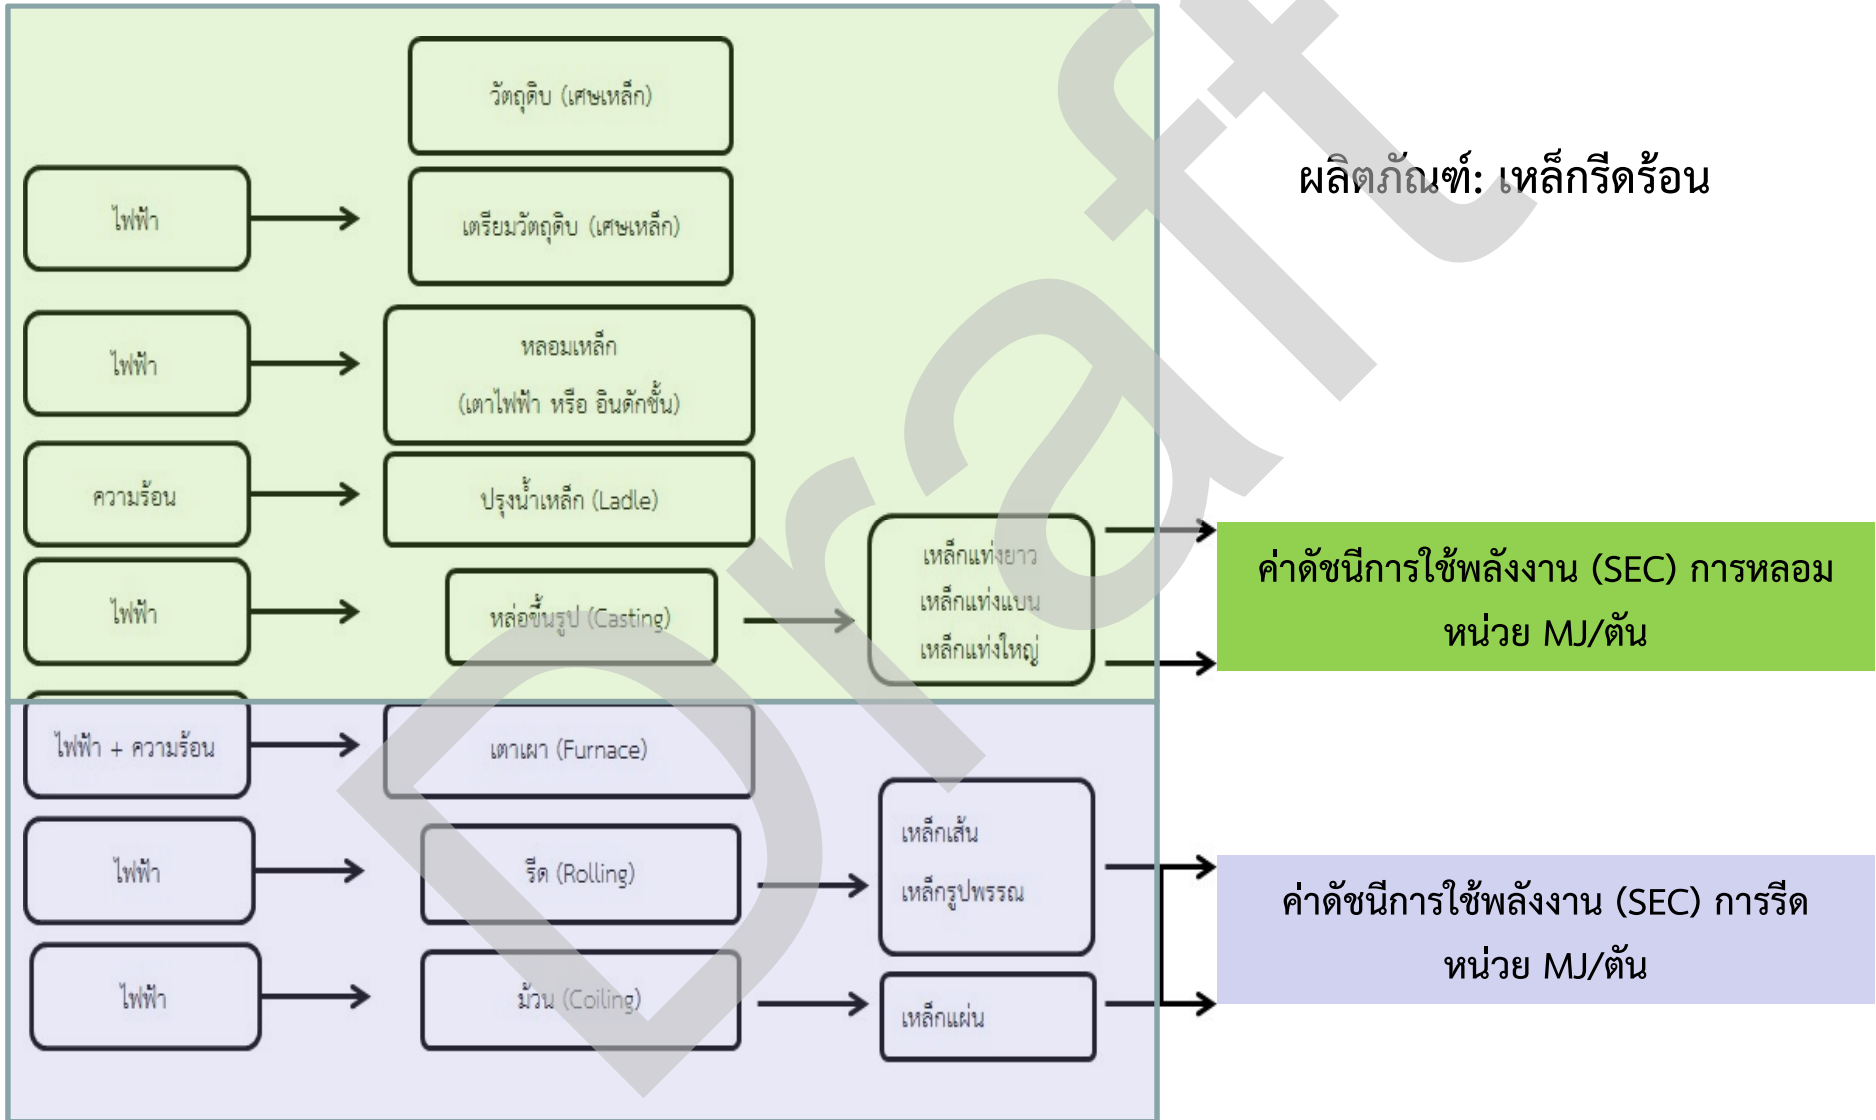 วัตถุดิบ (เศษเหล็ก)
ผลิตภัณฑ์: เหล็กรีดร้อน
ไฟฟ้า
เตรียมวัตถุดิบ (เศษเหล็ก)
ไฟฟ้า
หลอมเหล็ก
(เตาไฟฟ้า หรือ อินดักชั้น)
ความร้อน
ปรุงน้ำเหล็ก (Ladle)
ไฟฟ้า
หล่อขึ้นรูป (Casting)
เหล็กแท่งยาว
เหล็กแท่งแบน
เหล็กแท่งใหญ่
ค่าดัชนีการใช้พลังงาน (SEC) การหลอม
หน่วย MJ/ตัน
ไฟฟ้า + ความร้อน
เตาเผา (Furnace)
ไฟฟ้า
รีด (Rolling)
เหล็กเส้น
เหล็กรูปพรรณ
ไฟฟ้า
ม้วน (Coiling)
เหล็กแผ่น
ค่าดัชนีการใช้พลังงาน (SEC) การรีด
หน่วย MJ/ตัน
Draft